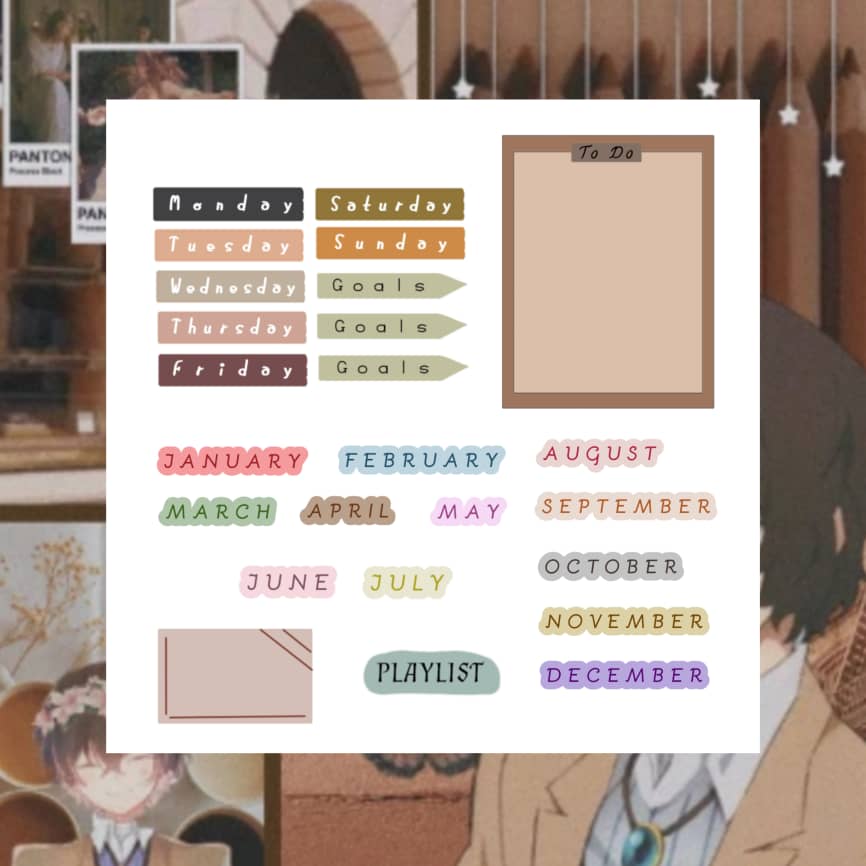 PANTON
Process Black
PAN
To Do
Monday
Saturday
Tuesday
Sunday
Wednesday
Goals
Thursday
Goals
Friday
Goals
JANUARY
FEBRUARY
AUGUST
MARCH
APRIL
MAY
SEPTEMBER
JUNE
JULY
OCTOBER
NOVEMBER
PLAYLIST
DECEMBER